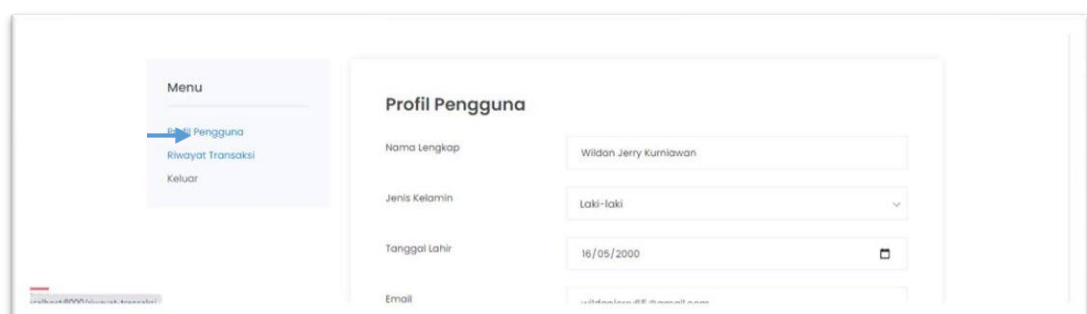 Menu
Profil Pengguna
Riwayat Transaksi
Keluar
Profil Pengguna
Nama Lengkap
Wildan Jerry Kurniawan
Jenis Kelamin
Laki-laki
Tanggal Lahir
16/05/2000
Email